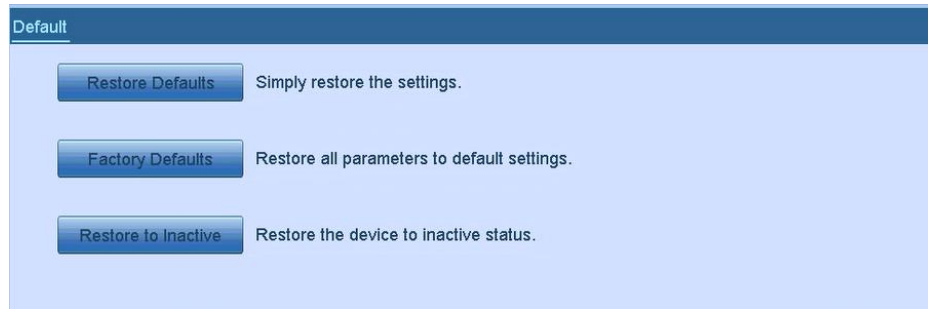 Default
Restore Defaults Simply restore the settings.
Factory Defaults Restore all parameters to default settings.
Restore to Inactive Restore the device to inactive status.